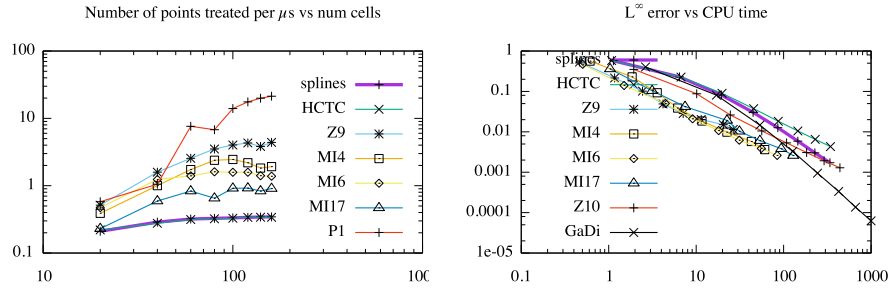 Number of points treated per µs vs num cells
100
10
1
0.1
10
100
100
splines
HCTC
Z9
MI4
MI6
MI17
P1
L∞ error vs CPU time
1
0.1
0.01
0.001
0.0001
1e-05
0.1
1
10
100
1000
splines
HCTC
Z9
MI4
MI6
MI17
Z10
GaDi